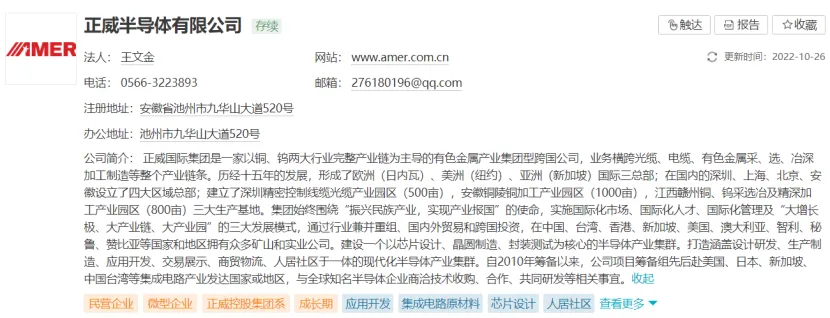 AMER
正威半导体有限公司 存续
触达 报告 收藏
法人： 王文金 网站： www.amer.com.cn 更新时间：2022-10-26
电话： 0566-3223893 邮箱： 276180196@qq.com
注册地址： 安徽省池州市九华山大道520号
办公地址： 池州市九华山大道520号
公司简介： 正威国际集团是一家以铜、钨两大行业完整产业链为主导的有色金属产业集团型跨国公司，业务横跨光缆、电缆、有色金属采、选、冶深
加工制造等整个产业链条。历经十五年的发展，形成了欧洲（日内瓦）、美洲（纽约）、亚洲（新加坡）国际三总部；在国内的深圳、上海、北京、安
徽设立了四大区域总部；建立了深圳精密控制线缆光缆产业园区（500亩），安徽铜陵铜加工产业园区（1000亩），江西赣州铜、钨采选冶及精深加
工产业园区（800亩）三大生产基地。集团始终围绕“振兴民族产业，实现产业报国”的使命，实施国际化市场、国际化人才、国际化管理及“大增长
极、大产业链、大产业园”的三大发展模式，通过行业兼并重组、国内外贸易和跨国投资，在中国、台湾、香港、新加坡、美国、澳大利亚、智利、秘
鲁、赞比亚等国家和地区拥有众多矿山和实业公司。建设一个以芯片设计、晶圆制造、封装测试为核心的半导体产业集群。打造涵盖设计研发、生产制
造、应用开发、交易展示、商贸物流、人居社区于一体的现代化半导体产业集群。自2010年筹备以来，公司项目筹备组先后赴美国、日本、新加坡、
中国台湾等集成电路产业发达国家或地区，与全球知名半导体企业商洽技术收购、合作、共同研发等相关事宜。收起
民营企业 微型企业 正威控股集团系 成长期 应用开发 集成电路原材料 芯片设计 人居社区 查看更多